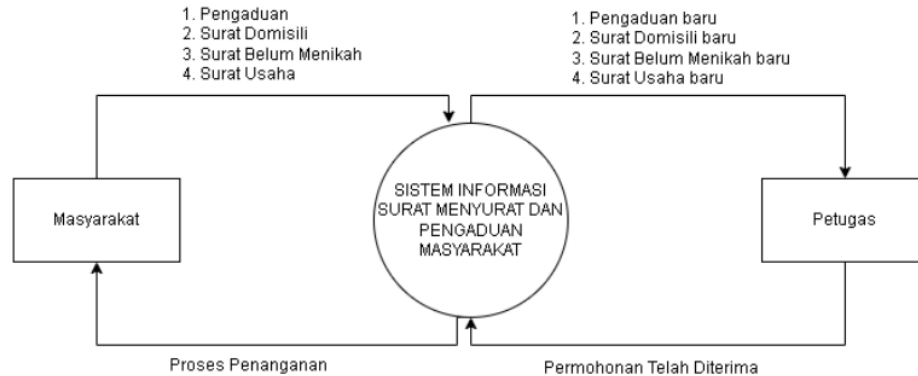 1. Pengaduan
2. Surat Domisili
3. Surat Belum Menikah
4. Surat Usaha
1. Pengaduan baru
2. Surat Domisili baru
3. Surat Belum Menikah baru
4. Surat Usaha baru
Masyarakat
SISTEM INFORMASI
SURAT MENYURAT DAN
PENGADUAN
MASYARAKAT
Petugas
Proses Penanganan
Permohonan Telah Diterima